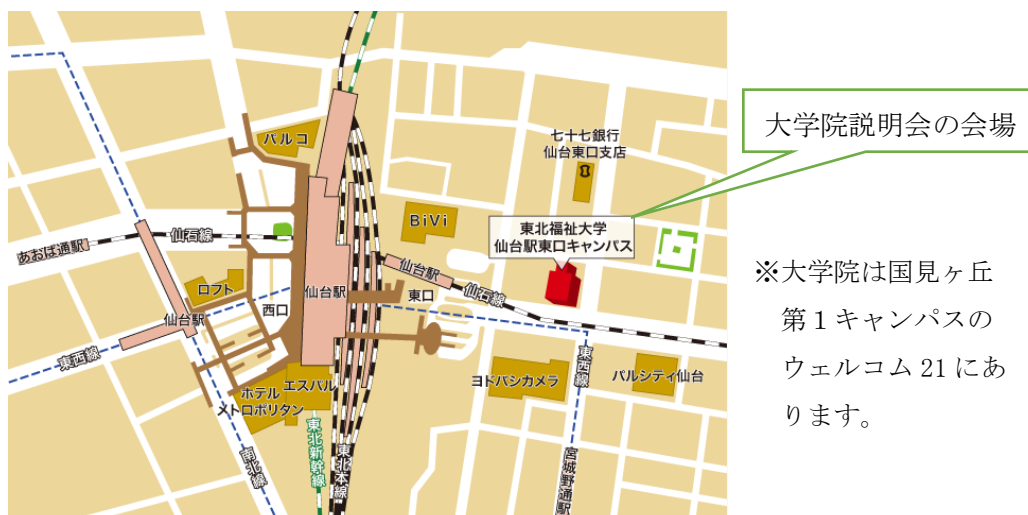 パルコ
七十七銀行
仙台東口支店
大学院説明会の会場
BiVi
東北福祉大学
仙台駅東口キャンパス
仙石線
あおば通駅
仙台駅
仙石線
ロフト
仙台駅
西口
東口
仙台駅
東西線
※大学院は国見ヶ丘
第1キャンパスの
ウェルコム 21 にあ
ります。
ヨドバシカメラ
東西線
パルシティ仙台
エスパル
ホテル
メトロポリタン
南北線
東北新幹線
東北本線
宮城野通駅